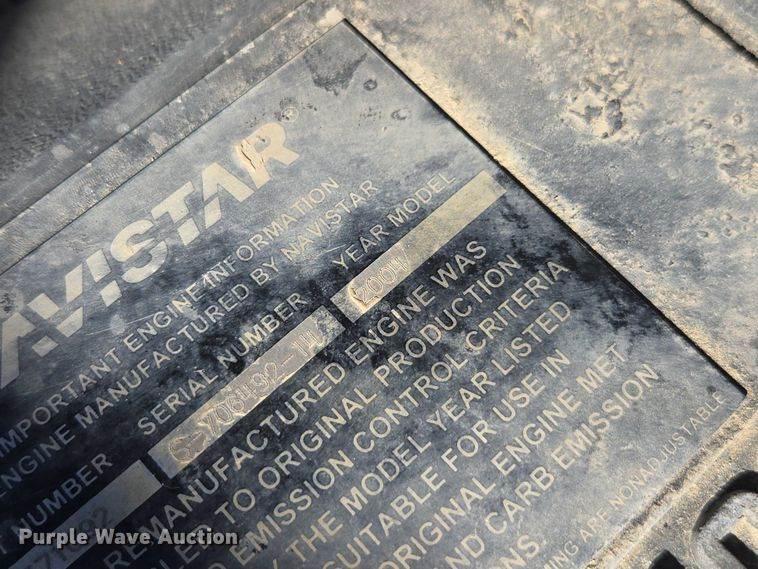 AVISTAR®
IMPORTANT ENGINE INFORMATION
ENGINE MANUFACTURED BY NAVISTAR
NUMBER SERIAL NUMBER YEAR MODEL
2004
REMANUFACTURED ENGINE WAS
TO ORIGINAL PRODUCTION
EMISSION CONTROL CRITERIA
THE MODEL YEAR LISTED
SUITABLE FOR USE IN
ORIGINAL ENGINE MET
AND CARB EMISSION
ARE NONADJUSTABLE
Purple Wave Auction